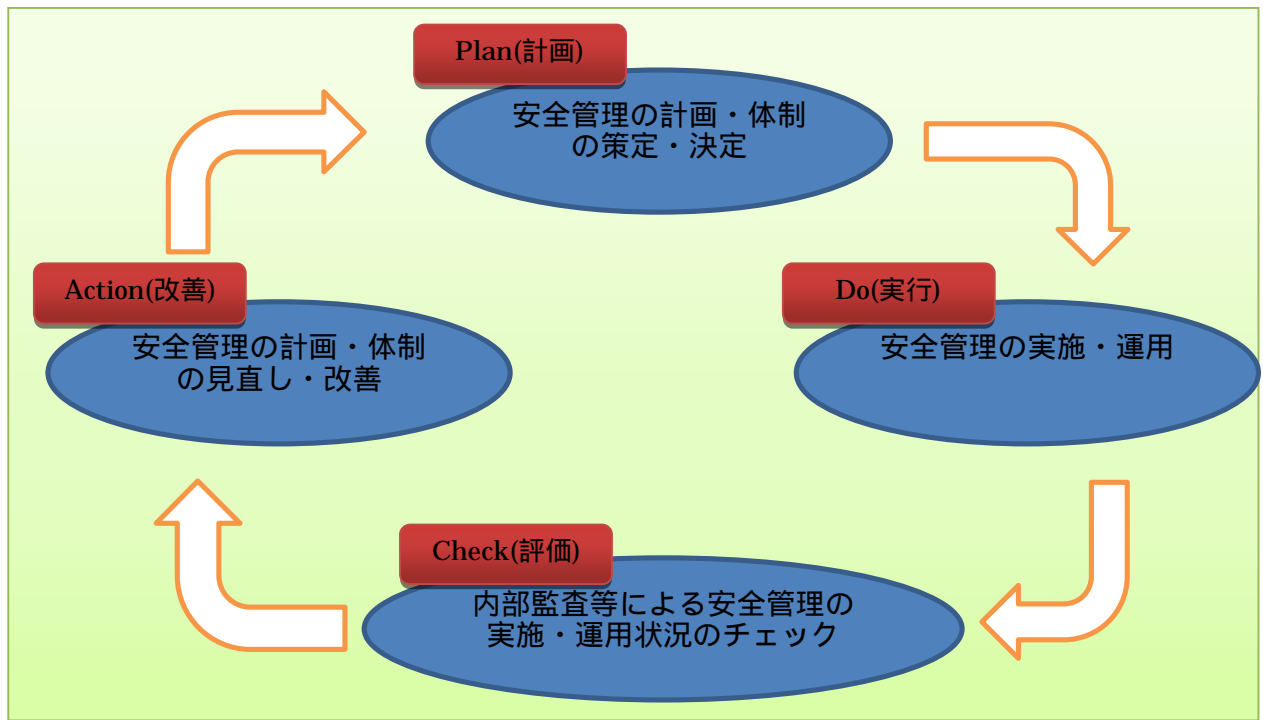 Plan(計画)
安全管理の計画・体制
の策定・決定
Do(実行)
安全管理の実施・運用
Check(評価)
内部監査等による安全管理の
実施・運用状況のチェック
Action(改善)
安全管理の計画・体制
の見直し・改善